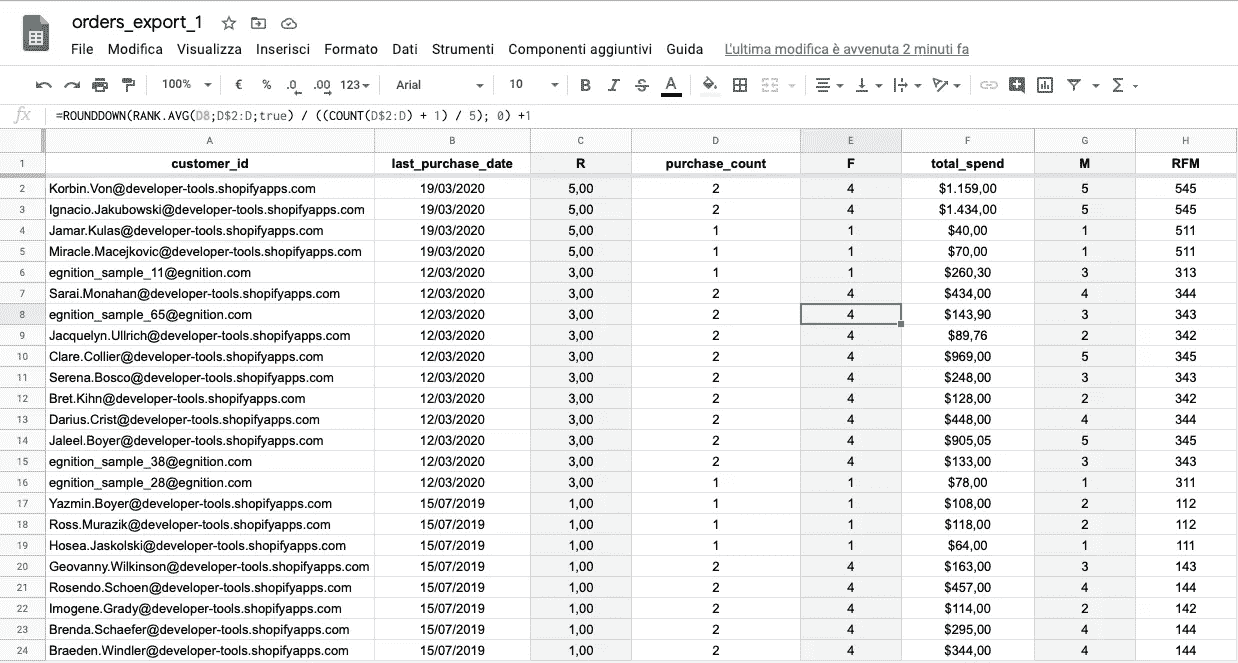 orders_export_1
File Modifica Visualizza Inserisci Formato Dati Strumenti Componenti aggiuntivi Guida L'ultima modifica è avvenuta 2 minuti fa
100% € % .0 .00 123 Arial 10 B I S A Σ
fx =ROUNDDOWN(RANK.AVG(D8;D$2:D;true) / ((COUNT(D$2:D) + 1) / 5); 0) +1
A B C D E F G H
1 customer_id last_purchase_date R purchase_count F total_spend M RFM
2 Korbin.Von@developer-tools.shopifyapps.com 19/03/2020 5,00 2 4 $1.159,00 5 545
3 Ignacio.Jakubowski@developer-tools.shopifyapps.com 19/03/2020 5,00 2 4 $1.434,00 5 545
4 Jamar.Kulas@developer-tools.shopifyapps.com 19/03/2020 5,00 1 1 $40,00 1 511
5 Miracle.Macejkovic@developer-tools.shopifyapps.com 19/03/2020 5,00 1 1 $70,00 1 511
6 egnition_sample_11@egnition.com 12/03/2020 3,00 1 1 $260,30 3 313
7 Sarai.Monahan@developer-tools.shopifyapps.com 12/03/2020 3,00 2 4 $434,00 4 344
8 egnition_sample_65@egnition.com 12/03/2020 3,00 2 4 $143,90 3 343
9 Jacquelyn.Ullrich@developer-tools.shopifyapps.com 12/03/2020 3,00 2 4 $89,76 2 342
10 Clare.Collier@developer-tools.shopifyapps.com 12/03/2020 3,00 2 4 $969,00 5 345
11 Serena.Bosco@developer-tools.shopifyapps.com 12/03/2020 3,00 2 4 $248,00 3 343
12 Bret.Kihn@developer-tools.shopifyapps.com 12/03/2020 3,00 2 4 $128,00 2 342
13 Darius.Crist@developer-tools.shopifyapps.com 12/03/2020 3,00 2 4 $448,00 4 344
14 Jaleel.Boyer@developer-tools.shopifyapps.com 12/03/2020 3,00 2 4 $905,05 5 345
15 egnition_sample_38@egnition.com 12/03/2020 3,00 2 4 $133,00 3 343
16 egnition_sample_28@egnition.com 12/03/2020 3,00 1 1 $78,00 1 311
17 Yazmin.Boyer@developer-tools.shopifyapps.com 15/07/2019 1,00 1 1 $108,00 2 112
18 Ross.Murazik@developer-tools.shopifyapps.com 15/07/2019 1,00 1 1 $118,00 2 112
19 Hosea.Jaskolski@developer-tools.shopifyapps.com 15/07/2019 1,00 1 1 $64,00 1 111
20 Geovanny.Wilkinson@developer-tools.shopifyapps.com 15/07/2019 1,00 2 4 $163,00 3 143
21 Rosendo.Schoen@developer-tools.shopifyapps.com 15/07/2019 1,00 2 4 $457,00 4 144
22 Imogene.Grady@developer-tools.shopifyapps.com 15/07/2019 1,00 2 4 $114,00 2 142
23 Brenda.Schaefer@developer-tools.shopifyapps.com 15/07/2019 1,00 2 4 $295,00 4 144
24 Braeden.Windler@developer-tools.shopifyapps.com 15/07/2019 1,00 2 4 $344,00 4 144